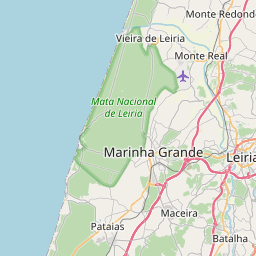 Monte Redondo
Vieira de Leiria
Monte Real
Mata Nacional
de Leiria
Marinha Grande
Leiria
Maceira
Pataias
Batalha